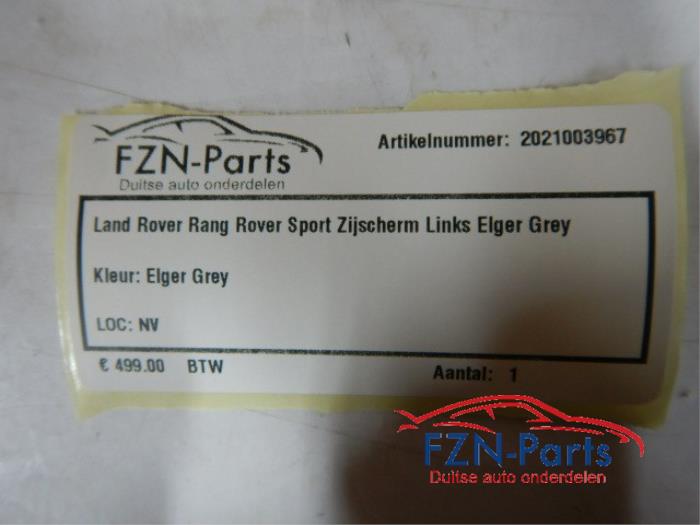 FZN-Parts
Duitse auto onderdelen
Artikelnummer: 2021003967
Land Rover Rang Rover Sport Zijscherm Links Elger Grey
Kleur: Elger Grey
LOC: NV
€ 499.00 BTW
Aantal: 1
FZN-Parts
Duitse auto onderdelen